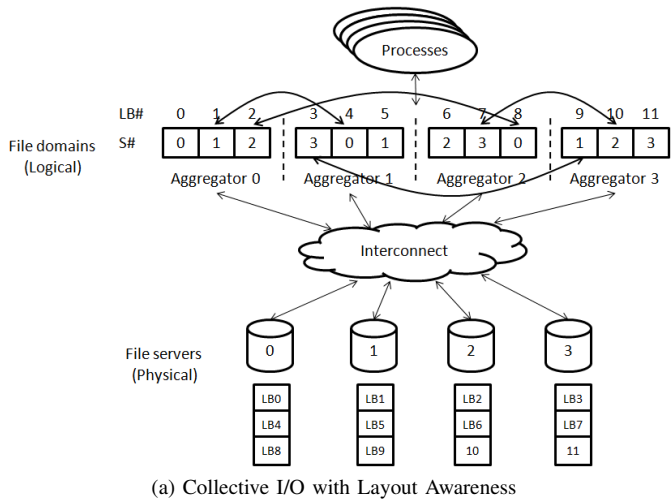 Processes
LB# 0 1 2 3 4 5 6 7 8 9 10 11
File domains
(Logical)
S# 0 1 2 3 0 1 2 3 0 1 2 3
Aggregator 0 Aggregator 1 Aggregator 2 Aggregator 3
Interconnect
File servers
(Physical)
0 1 2 3
LB0 LB1 LB2 LB3
LB4 LB5 LB6 LB7
LB8 LB9 10 11
(a) Collective I/O with Layout Awareness